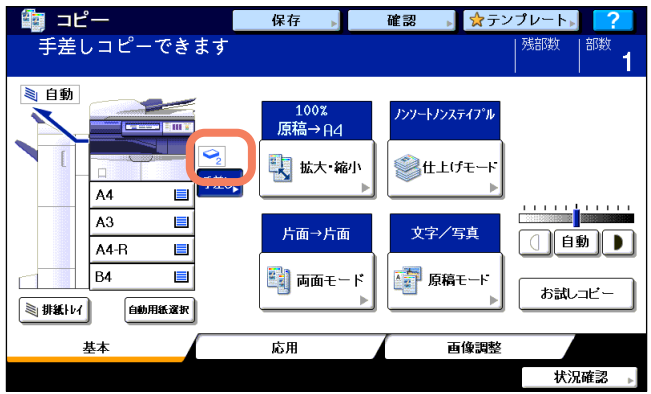 コピー
保存
確認
テンプレート
?
手差しコピーできます
残部数
部数
1
自動
100%
原稿→A4
ノンソートノンステイプル
2
手差し
拡大・縮小
仕上げモード
A4
A3
A4-R
B4
片面→片面
文字/写真
自動
両面モード
原稿モード
お試しコピー
排紙トレイ
自動用紙選択
基本
応用
画像調整
状況確認